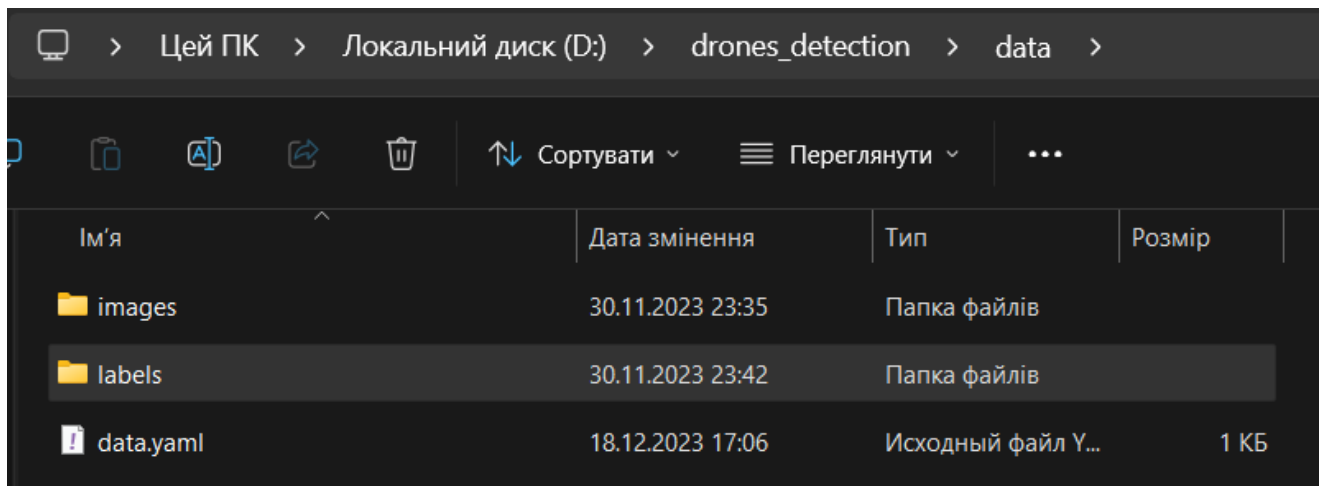 Цей ПК > Локальний диск (D:) > drones_detection > data >
Сортувати Переглянути •••
Ім'я Дата змінення Тип Розмір
images 30.11.2023 23:35 Папка файлів
labels 30.11.2023 23:42 Папка файлів
data.yaml 18.12.2023 17:06 Исходный файл Y... 1 КБ